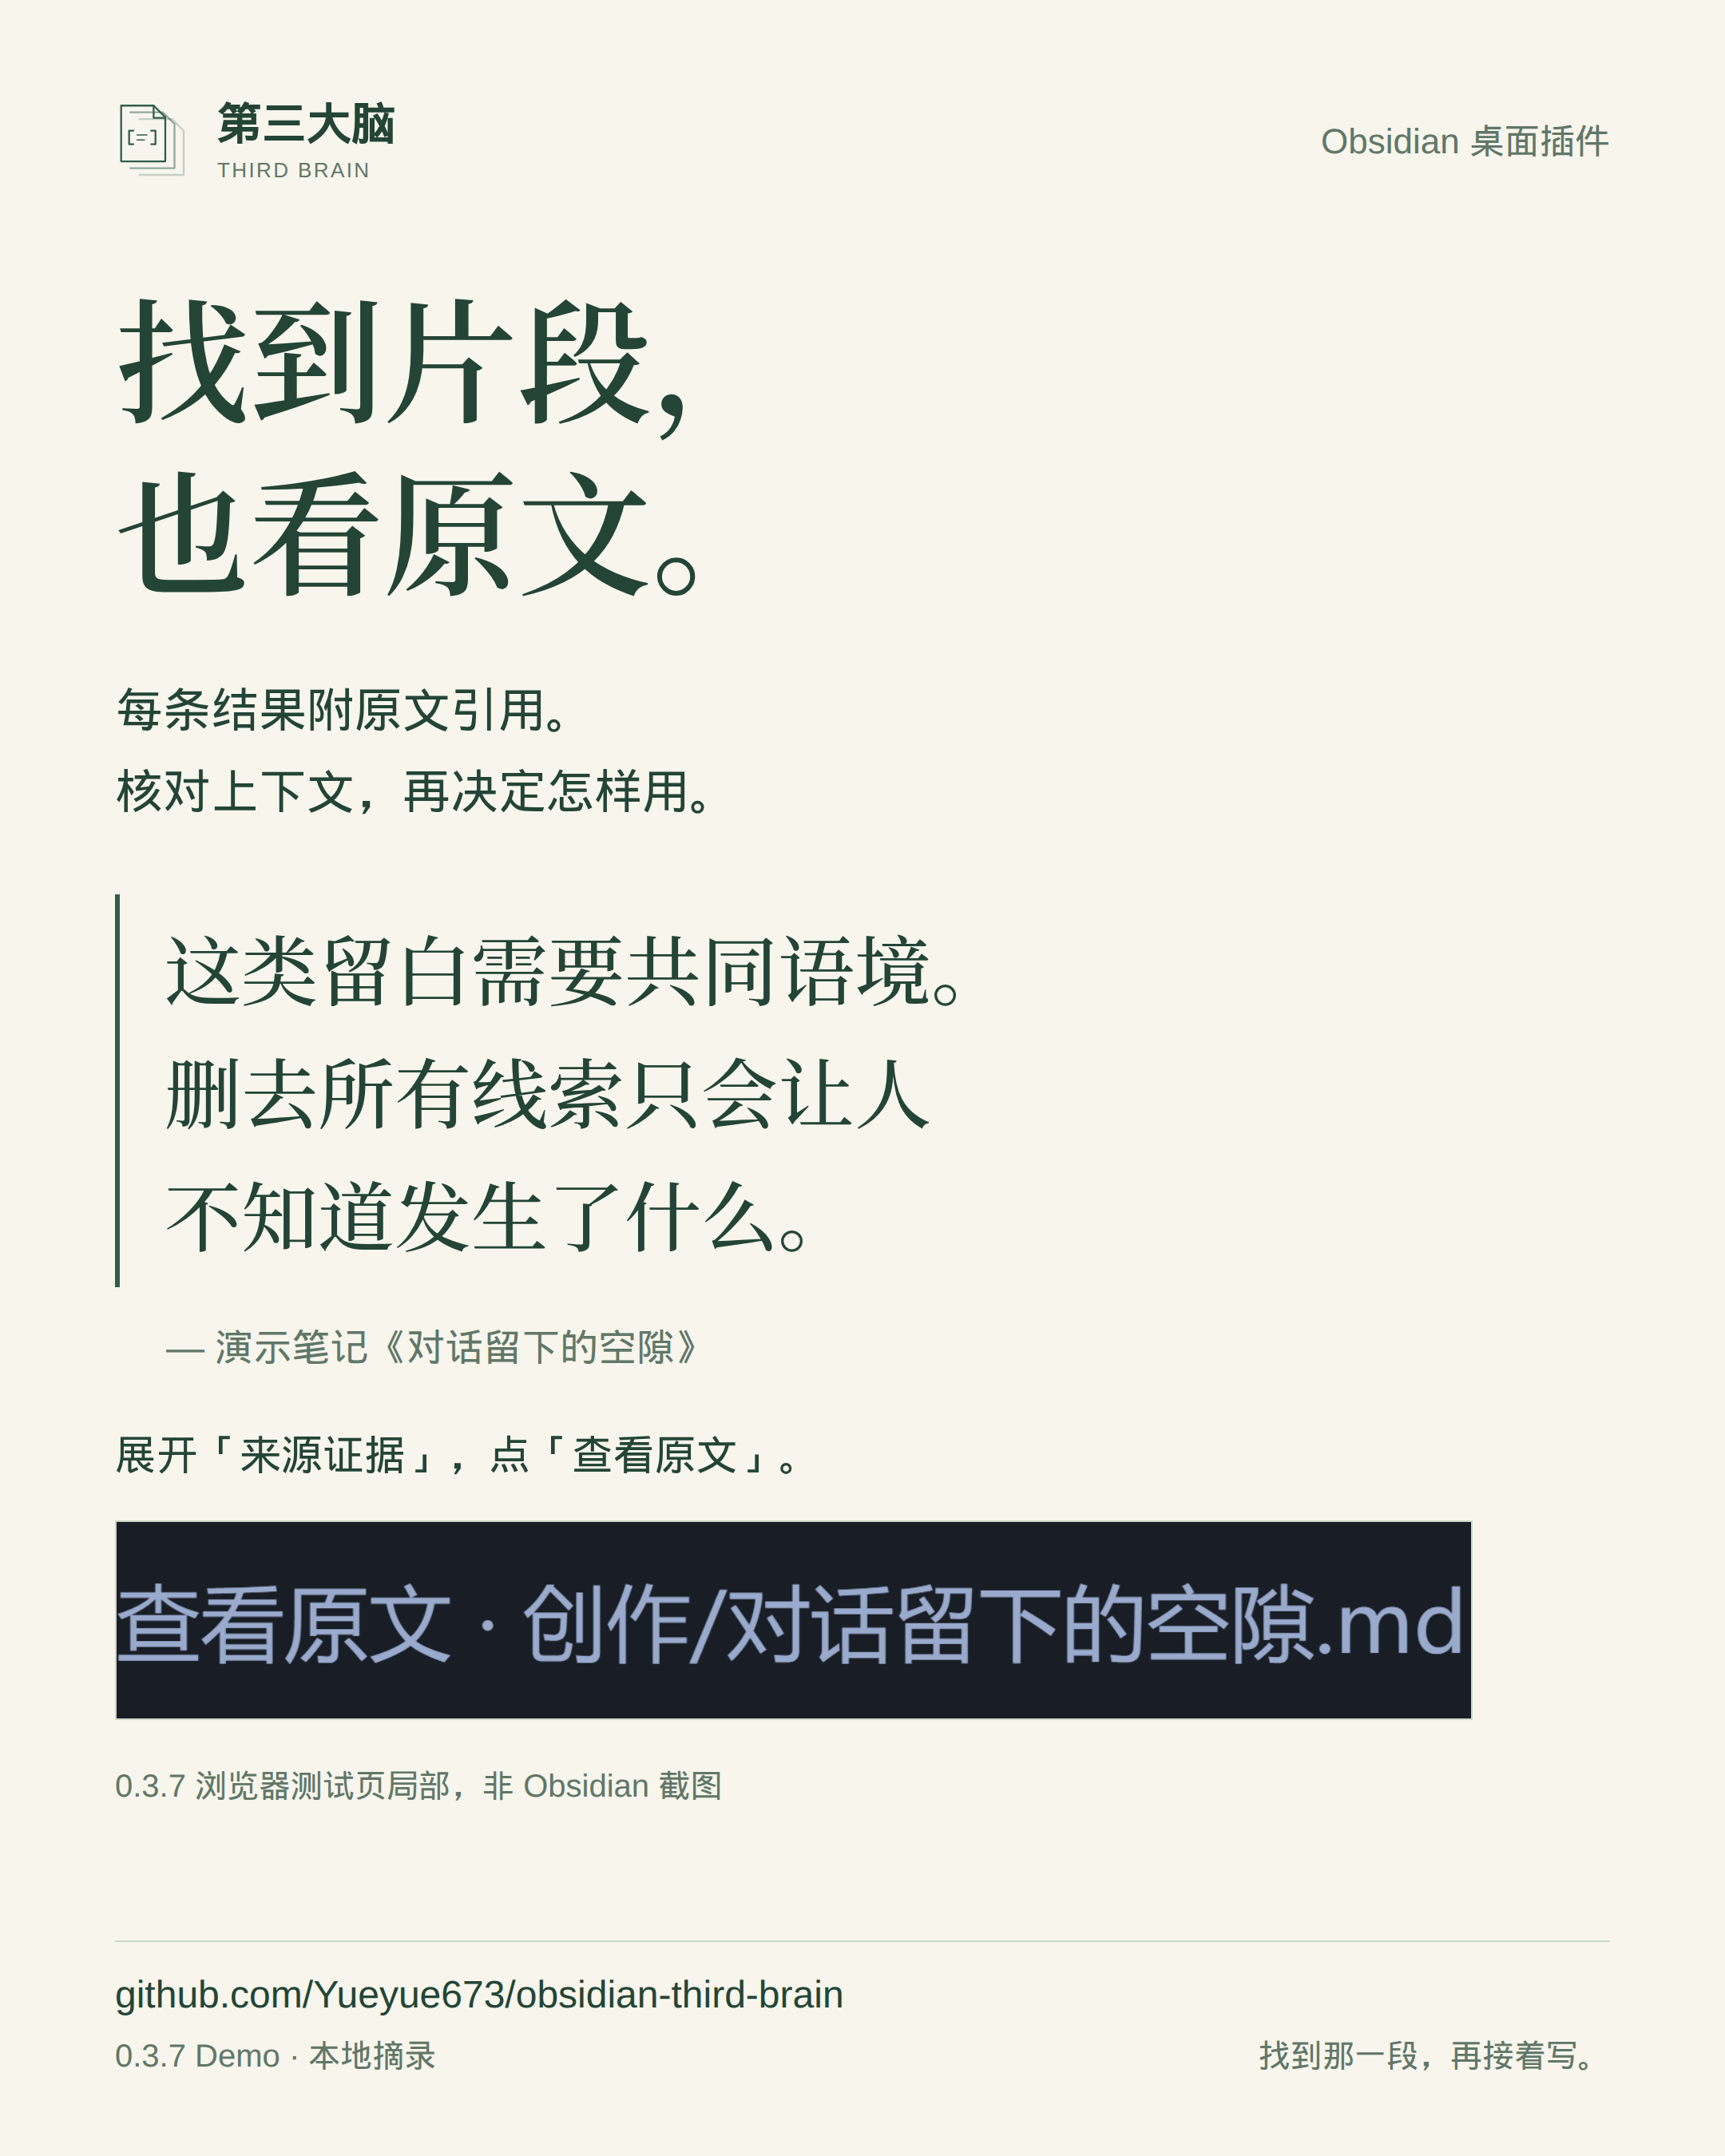 第三大脑
THIRD BRAIN
Obsidian 桌面插件
找到片段，
也看原文。
每条结果附原文引用。
核对上下文，再决定怎样用。
这类留白需要共同语境。
删去所有线索只会让人
不知道发生了什么。
— 演示笔记《对话留下的空隙》
展开「来源证据」，点「查看原文」。
查看原文 · 创作/对话留下的空隙.md
0.3.7 浏览器测试页局部，非 Obsidian 截图
github.com/Yueyue673/obsidian-third-brain
0.3.7 Demo · 本地摘录
找到那一段，再接着写。